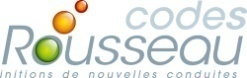 codes
Rousseau
initions de nouvelles conduites